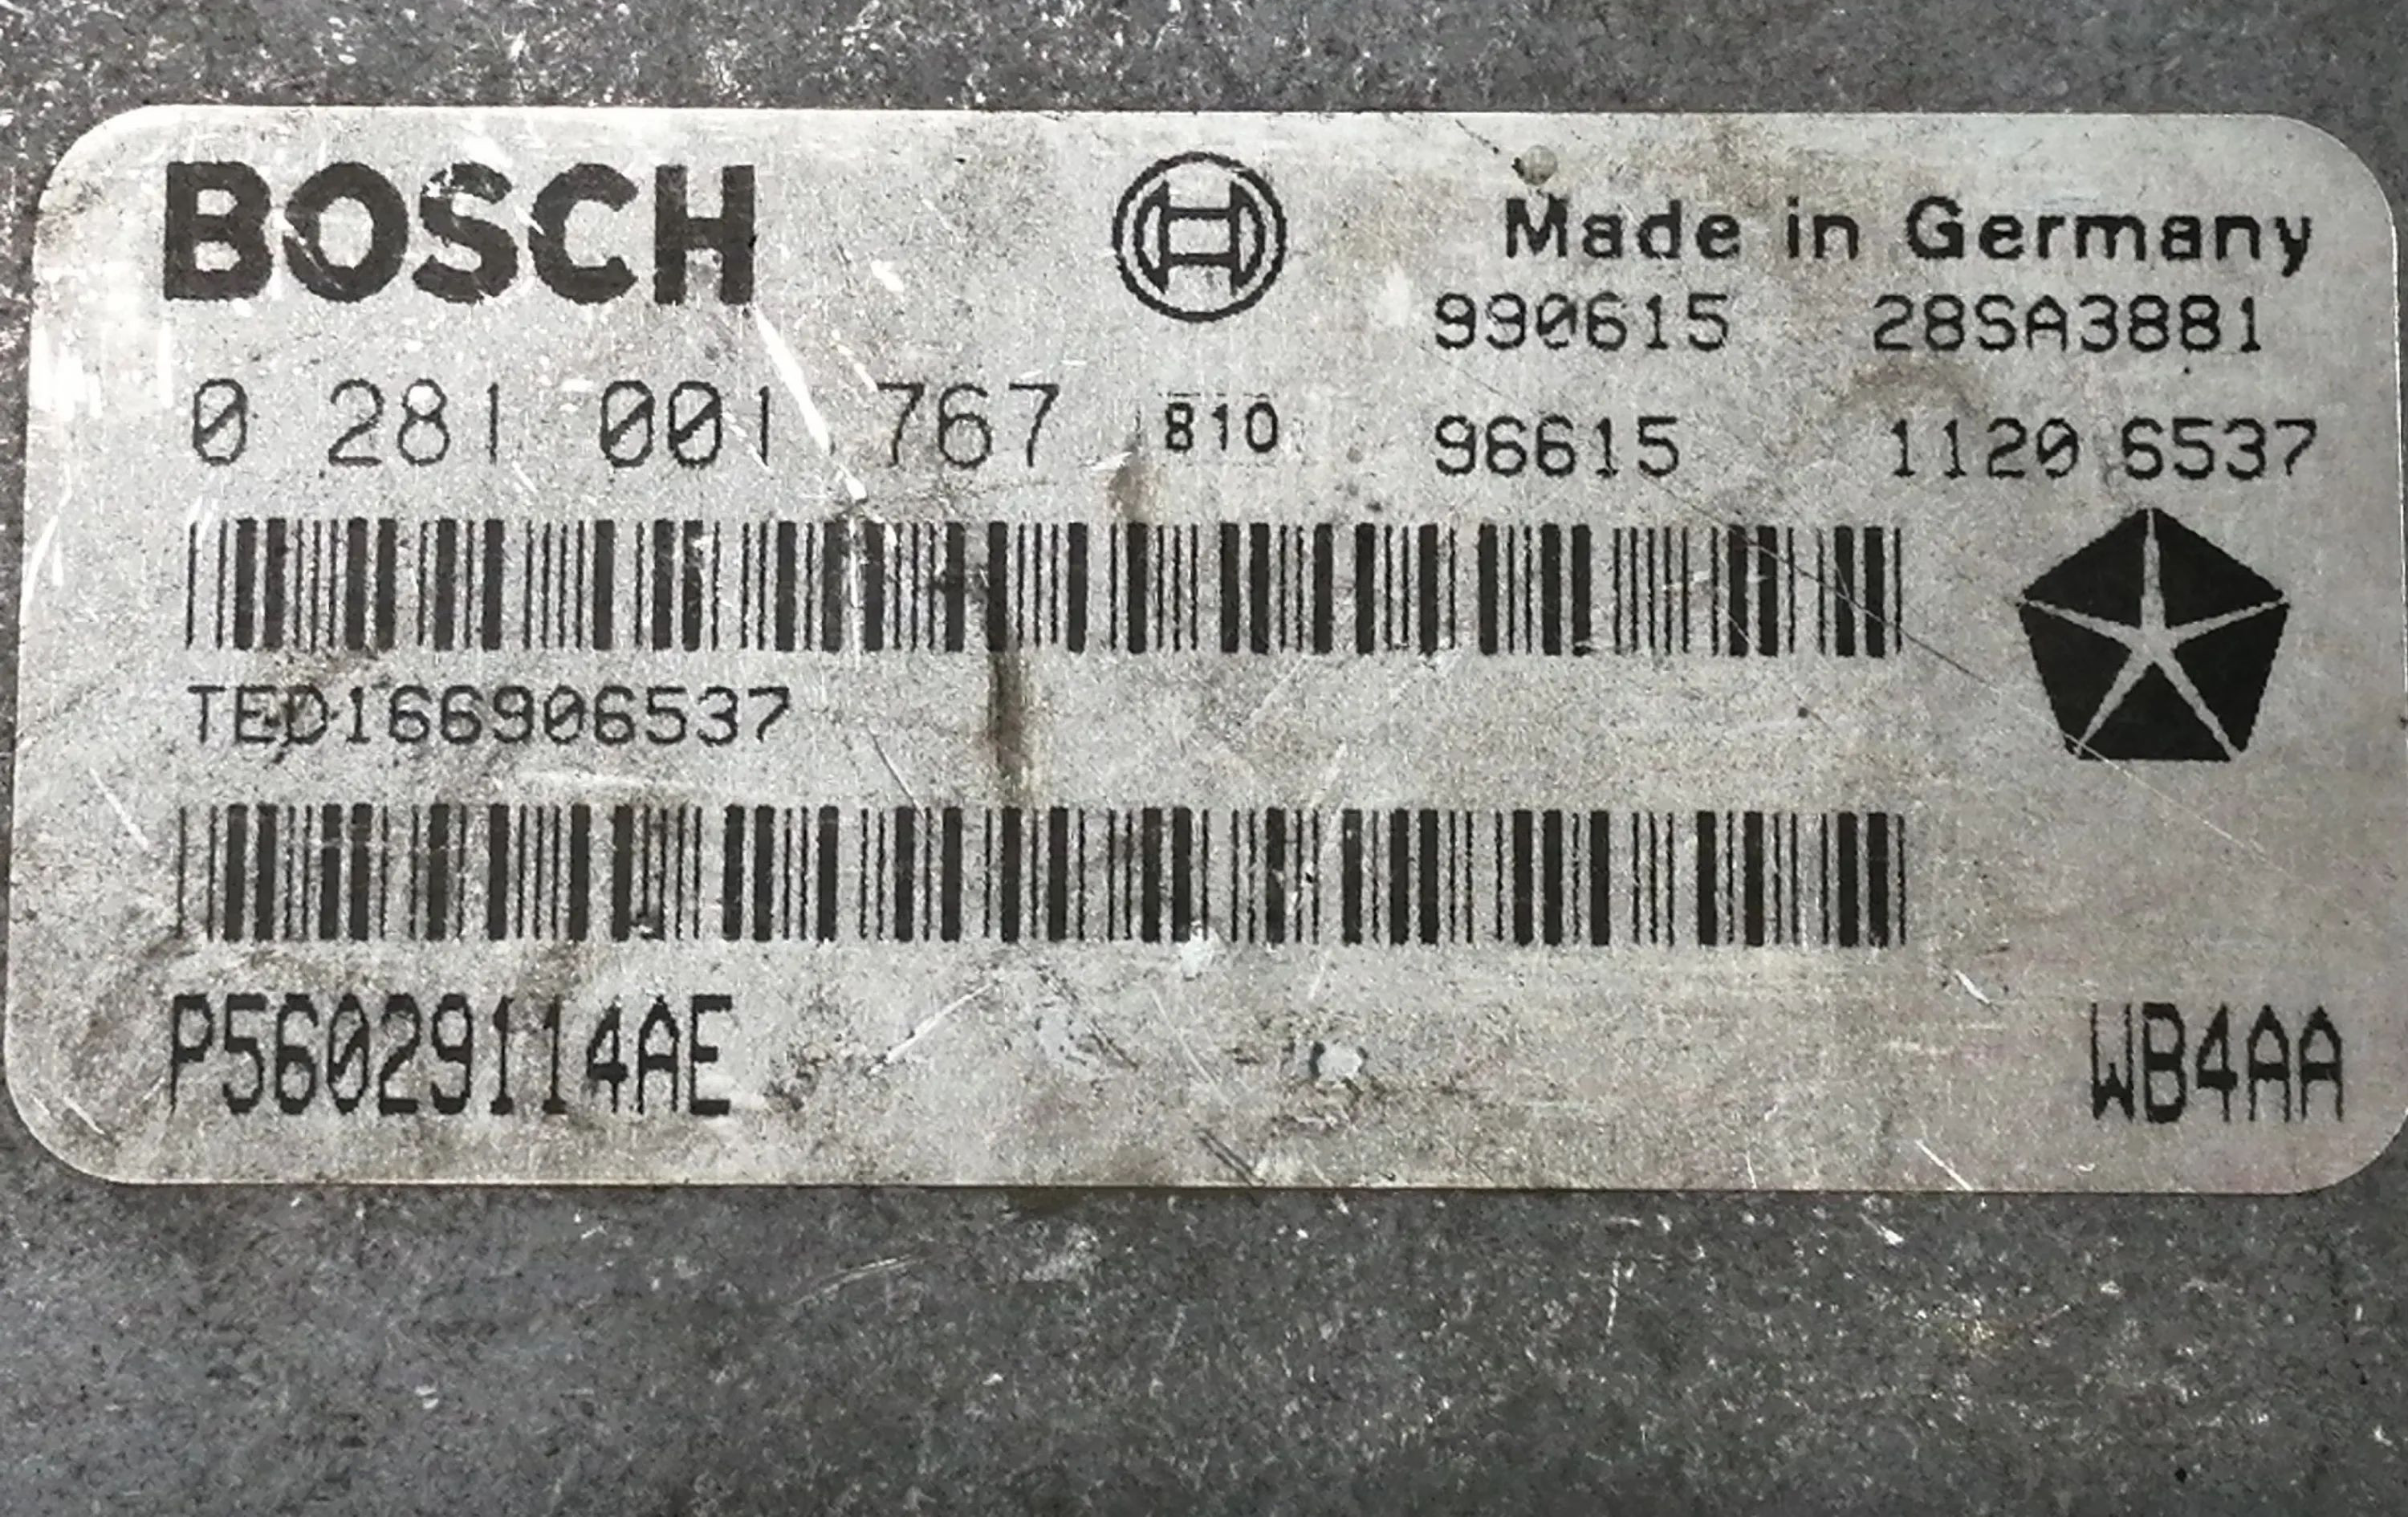 BOSCH Made in Germany
990615 28SA3881
0 281 001 767 810 96615 1120 6537
TED166906537
P56029114AE WB4AA